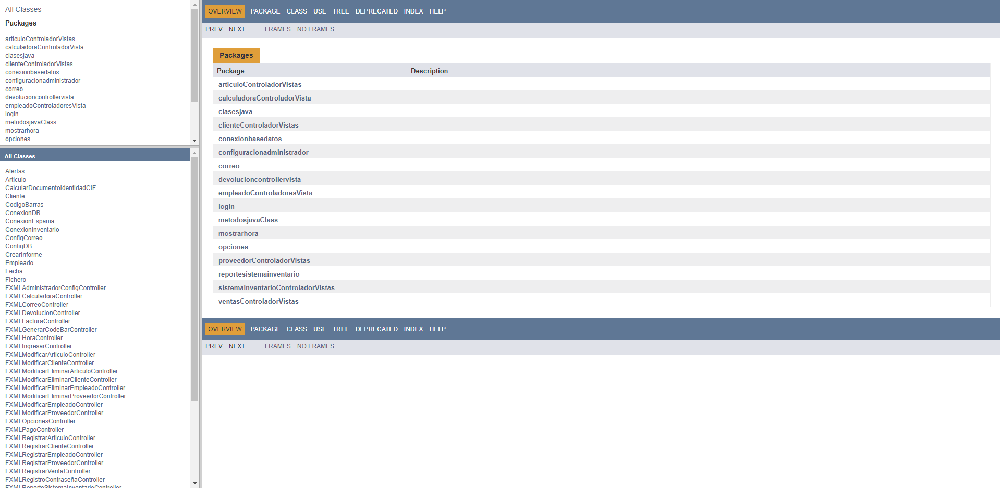 All Classes
Packages
articuloControladorVistas
calculadoraControladorVista
clasesjava
clienteControladorVistas
conexionbasedatos
configuracionadministrador
correo
devolucioncontrollervista
empleadoControladoresVista
login
metodosjavaClass
mostrarhora
opciones
All Classes
Alertas
Articulo
CalcularDocumentoIdentidadCIF
Cliente
CodigoBarras
ConexionDB
ConexionEspania
ConexionInventario
ConfigCorreo
ConfigDB
CrearInforme
Empleado
Fecha
Fichero
FXMLAdministradorConfigController
FXMLCalculadoraController
FXMLCorreoController
FXMLDevolucionController
FXMLFacturaController
FXMLGenerarCodeBarController
FXMLHoraController
FXMLIngresarController
FXMLModificarArticuloController
FXMLModificarClienteController
FXMLModificarEliminarArticuloController
FXMLModificarEliminarClienteController
FXMLModificarEliminarEmpleadoController
FXMLModificarEliminarProveedorController
FXMLModificarEmpleadoController
FXMLModificarProveedorController
FXMLOpcionesController
FXMLPagoController
FXMLRegistrarArticuloController
FXMLRegistrarClienteController
FXMLRegistrarEmpleadoController
FXMLRegistrarProveedorController
FXMLRegistrarVentaController
FXMLRegistroContraseñaController
FXMLReporteSistemaInventarioController
OVERVIEW PACKAGE CLASS USE TREE DEPRECATED INDEX HELP
PREV NEXT FRAMES NO FRAMES
Packages
Package Description
articuloControladorVistas
calculadoraControladorVista
clasesjava
clienteControladorVistas
conexionbasedatos
configuracionadministrador
correo
devolucioncontrollervista
empleadoControladoresVista
login
metodosjavaClass
mostrarhora
opciones
proveedorControladorVistas
reportesistemainventario
sistemaInventarioControladorVistas
ventasControladorVistas
OVERVIEW PACKAGE CLASS USE TREE DEPRECATED INDEX HELP
PREV NEXT FRAMES NO FRAMES